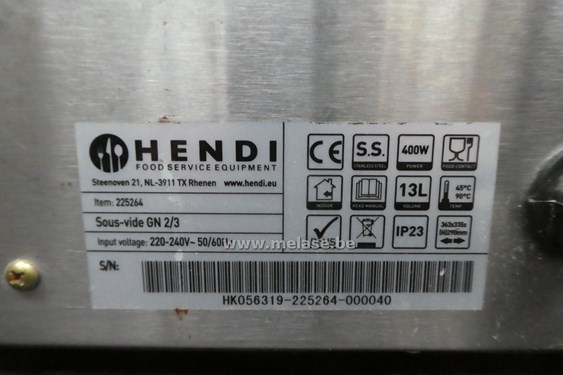 HENDI
FOOD SERVICE EQUIPMENT
Steenoven 21, NL-3911 TX Rhenen www.hendi.eu
Item: 225264
Sous-vide GN 2/3
Input voltage: 220-240V~ 50/60Hz
S/N:
HK056319-225264-000040
CE
S.S.
STAINLESS STEEL
400W
POWER
FOOD CONTACT
INDOOR
READ MANUAL
13L
VOLUME
45°C
90°C
IP23
363x335x
(H)290mm
www.melase.be